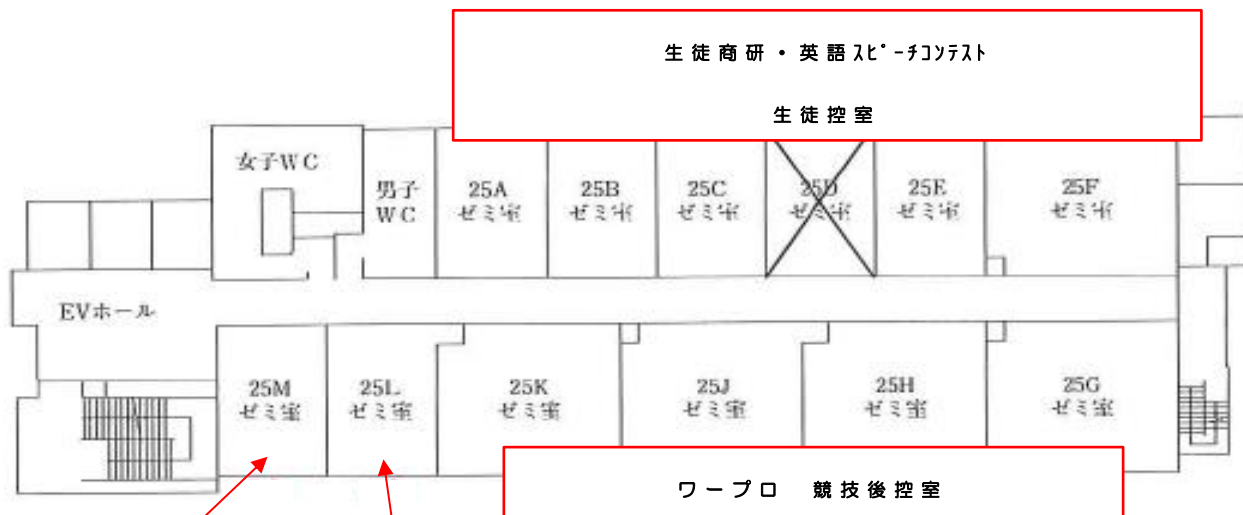 生徒商研・英語ｽﾋﾟｰﾁｺﾝﾃｽﾄ
生徒控室
女子WC
男子
WC
25A
ゼミ室
25B
ゼミ室
25C
ゼミ室
25D
ゼミ室
25E
ゼミ室
25F
ゼミ室
EVホール
25M
ゼミ室
25L
ゼミ室
25K
ゼミ室
25J
ゼミ室
25H
ゼミ室
25G
ゼミ室
ワープロ 競技後控室